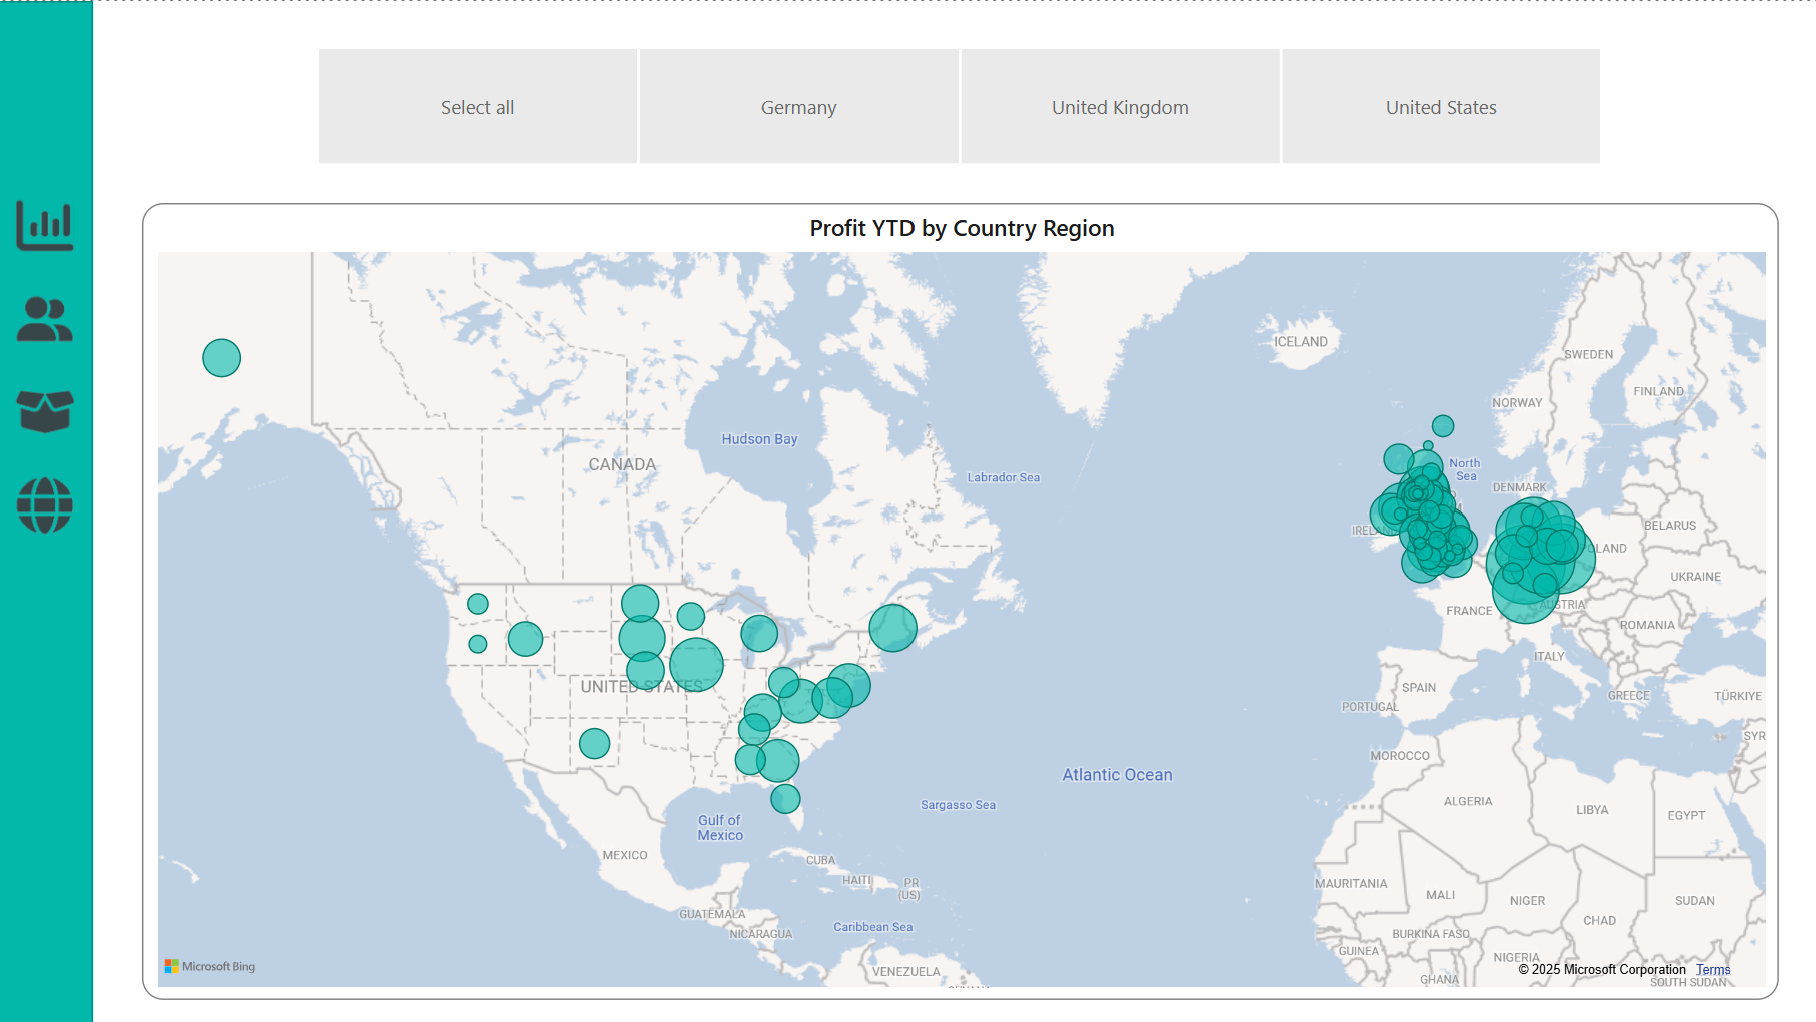 Select all
Germany
United Kingdom
United States
Profit YTD by Country Region
ICELAND
SWEDEN
FINLAND
NORWAY
Hudson Bay
CANADA
Labrador Sea
North
Sea
DENMARK
BELARUS
UKRAINE
AUSTRIA
FRANCE
ROMANIA
ITALY
UNITED STATES
SPAIN
GREECE
TÜRKIYE
PORTUGAL
SYR
MOROCCO
Atlantic Ocean
ALGERIA
LIBYA
EGYPT
Sargasso Sea
Gulf of
Mexico
MEXICO
CUBA
HAITI
PR
(US)
MAURITANIA
MALI
NIGER
SUDAN
CHAD
GUATEMALA
NICARAGUA
Caribbean Sea
BURKINA FASO
GUINEA
NIGERIA
Microsoft Bing
VENEZUELA
© 2025 Microsoft Corporation Terms
GHANA
SOUTH SUDAN